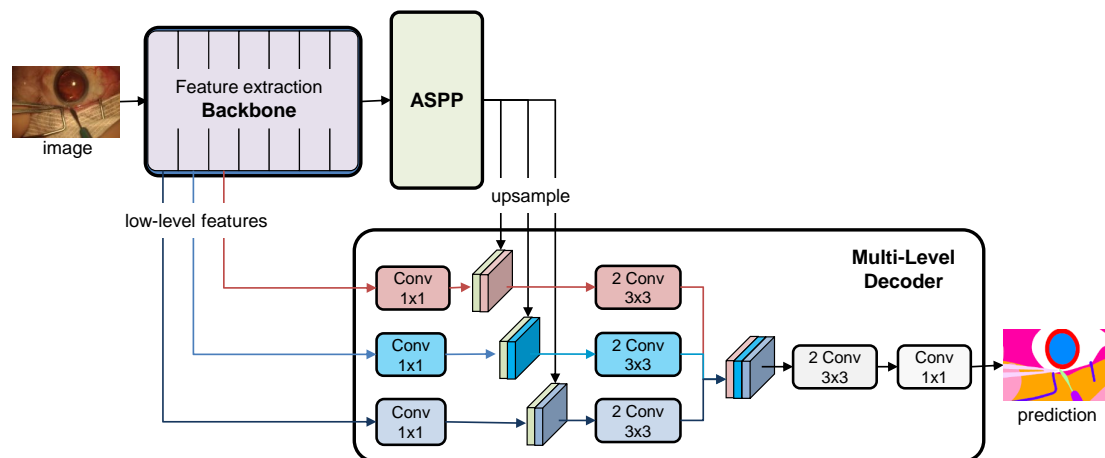 Feature extraction
Backbone
ASPP
image
low-level features
upsample
Multi-Level
Decoder
Conv
1x1
2 Conv
3x3
Conv
1x1
2 Conv
3x3
2 Conv
3x3
Conv
1x1
Conv
1x1
2 Conv
3x3
prediction